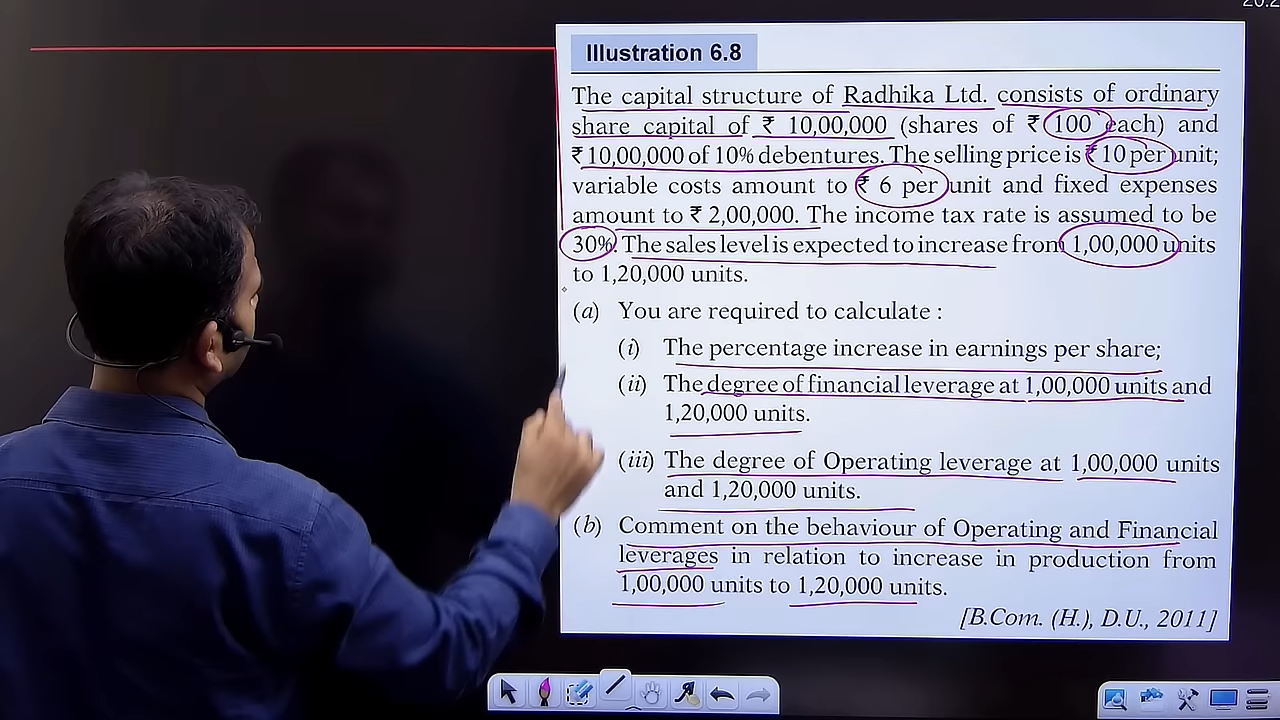 Illustration 6.8
The capital structure of Radhika Ltd. consists of ordinary
share capital of ₹ 10,00,000 (shares of ₹ 100 each) and
₹ 10,00,000 of 10% debentures. The selling price is ₹ 10 per unit;
variable costs amount to ₹ 6 per unit and fixed expenses
amount to ₹ 2,00,000. The income tax rate is assumed to be
30%. The sales level is expected to increase from 1,00,000 units
to 1,20,000 units.
(a) You are required to calculate :
(i) The percentage increase in earnings per share;
(ii) The degree of financial leverage at 1,00,000 units and
1,20,000 units.
(iii) The degree of Operating leverage at 1,00,000 units
and 1,20,000 units.
(b) Comment on the behaviour of Operating and Financial
leverages in relation to increase in production from
1,00,000 units to 1,20,000 units.
[B.Com. (H.), D.U., 2011]